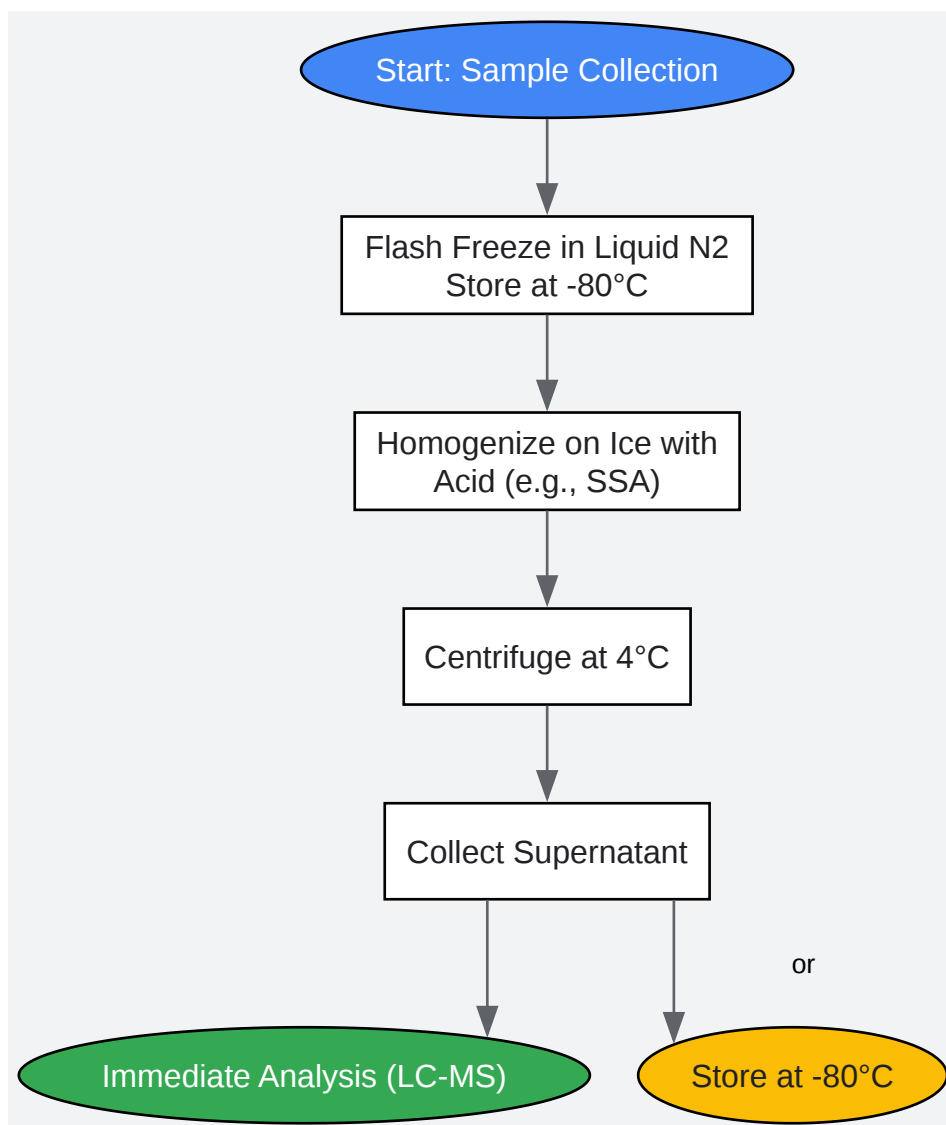 Start: Sample Collection
Flash Freeze in Liquid N2
Store at -80°C
Homogenize on Ice with
Acid (e.g., SSA)
Centrifuge at 4°C
Collect Supernatant
or
Immediate Analysis (LC-MS)
Store at -80°C